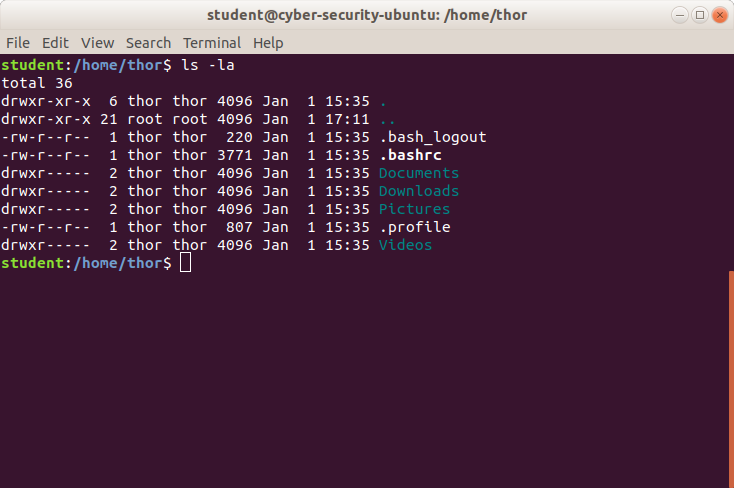 student@cyber-security-ubuntu: /home/thor
File Edit View Search Terminal Help
student:/home/thor$ ls -la
total 36
drwxr-xr-x  6 thor thor 4096 Jan  1 15:35 .
drwxr-xr-x 21 root root 4096 Jan  1 17:11 ..
-rw-r--r--  1 thor thor  220 Jan  1 15:35 .bash_logout
-rw-r--r--  1 thor thor 3771 Jan  1 15:35 .bashrc
drwxr-----  2 thor thor 4096 Jan  1 15:35 Documents
drwxr-----  2 thor thor 4096 Jan  1 15:35 Downloads
drwxr-----  2 thor thor 4096 Jan  1 15:35 Pictures
-rw-r--r--  1 thor thor  807 Jan  1 15:35 .profile
drwxr-----  2 thor thor 4096 Jan  1 15:35 Videos
student:/home/thor$